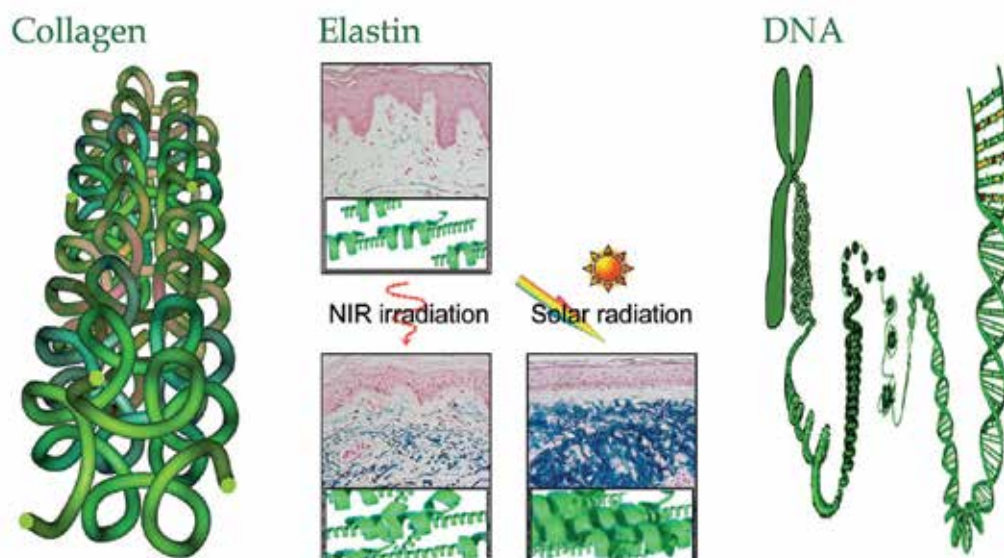 Collagen
Elastin
DNA
NIR irradiation
Solar radiation